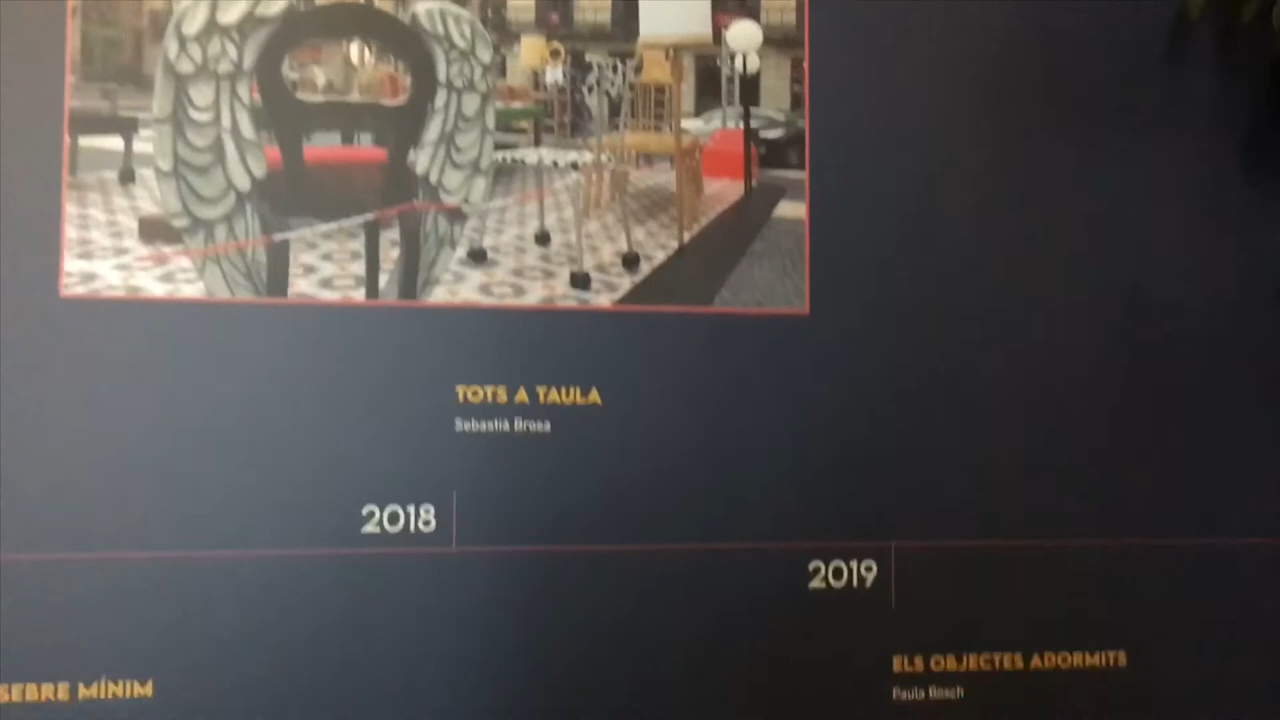 TOTS A TAULA
Sebastià Brosa
2018
2019
ELS OBJECTES ADORMITS
Paula Bosch
SEBRE MÍNIM